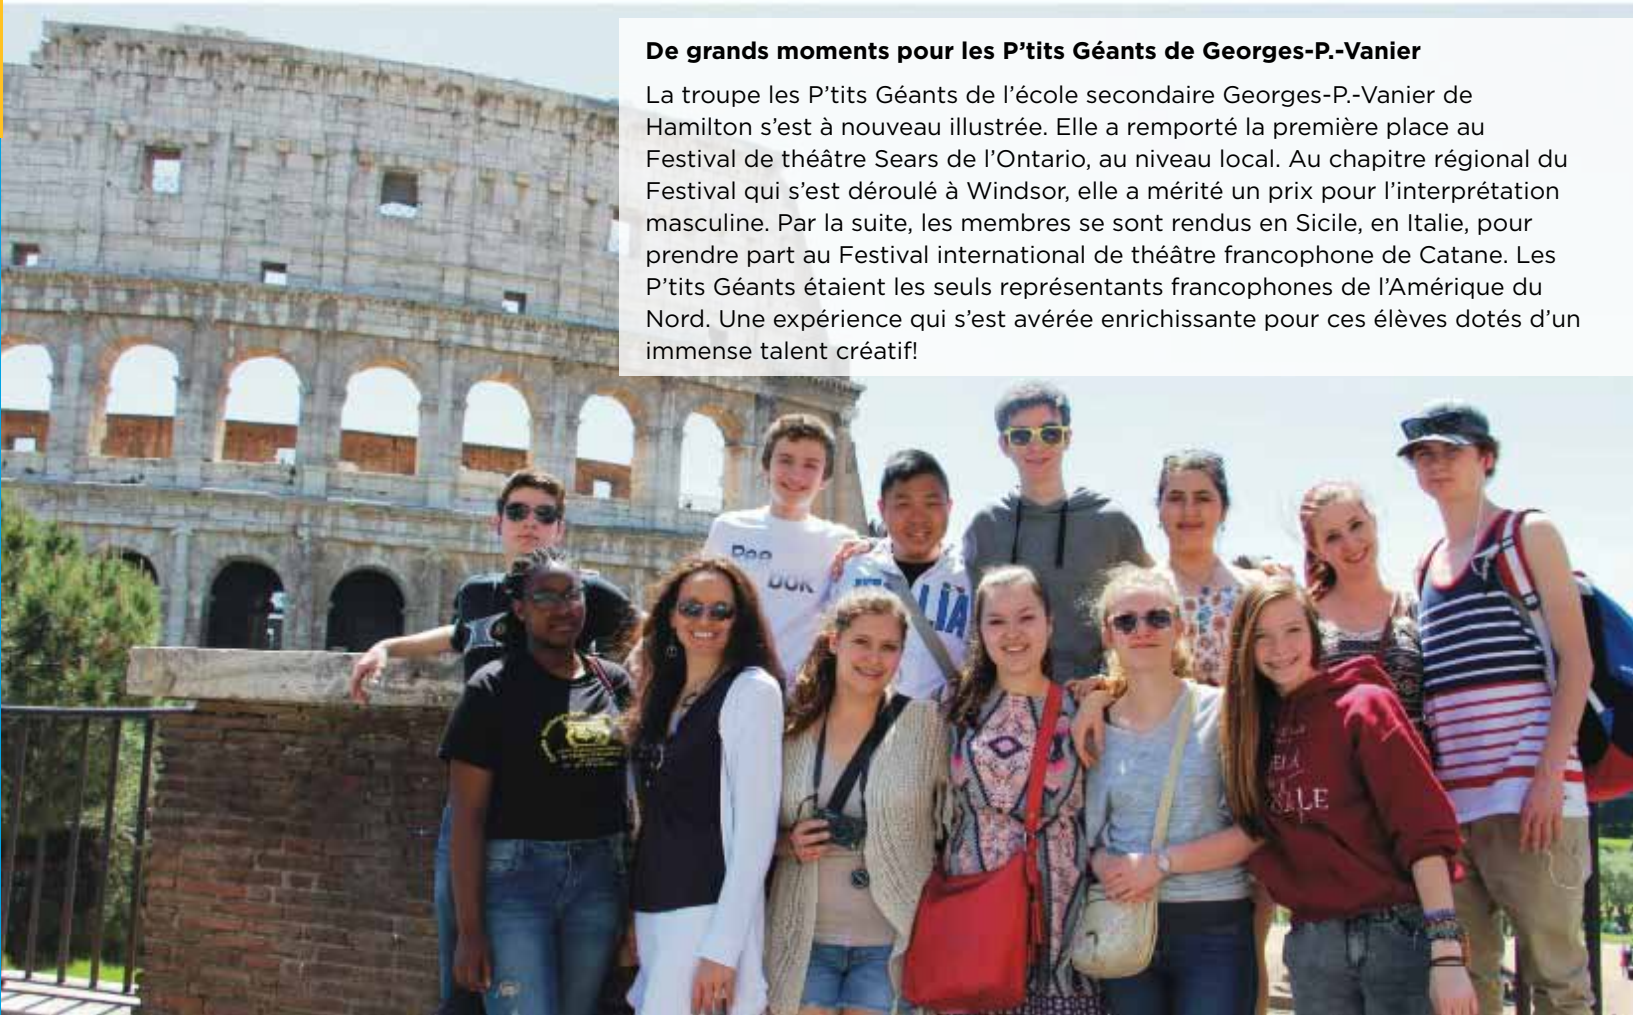 De grands moments pour les P'tits Géants de Georges-P.-Vanier
La troupe les P'tits Géants de l'école secondaire Georges-P.-Vanier de
Hamilton s'est à nouveau illustrée. Elle a remporté la première place au
Festival de théâtre Sears de l'Ontario, au niveau local. Au chapitre régional du
Festival qui s'est déroulé à Windsor, elle a mérité un prix pour l'interprétation
masculine. Par la suite, les membres se sont rendus en Sicile, en Italie, pour
prendre part au Festival international de théâtre francophone de Catane. Les
P'tits Géants étaient les seuls représentants francophones de l'Amérique du
Nord. Une expérience qui s'est avérée enrichissante pour ces élèves dotés d'un
immense talent créatif!